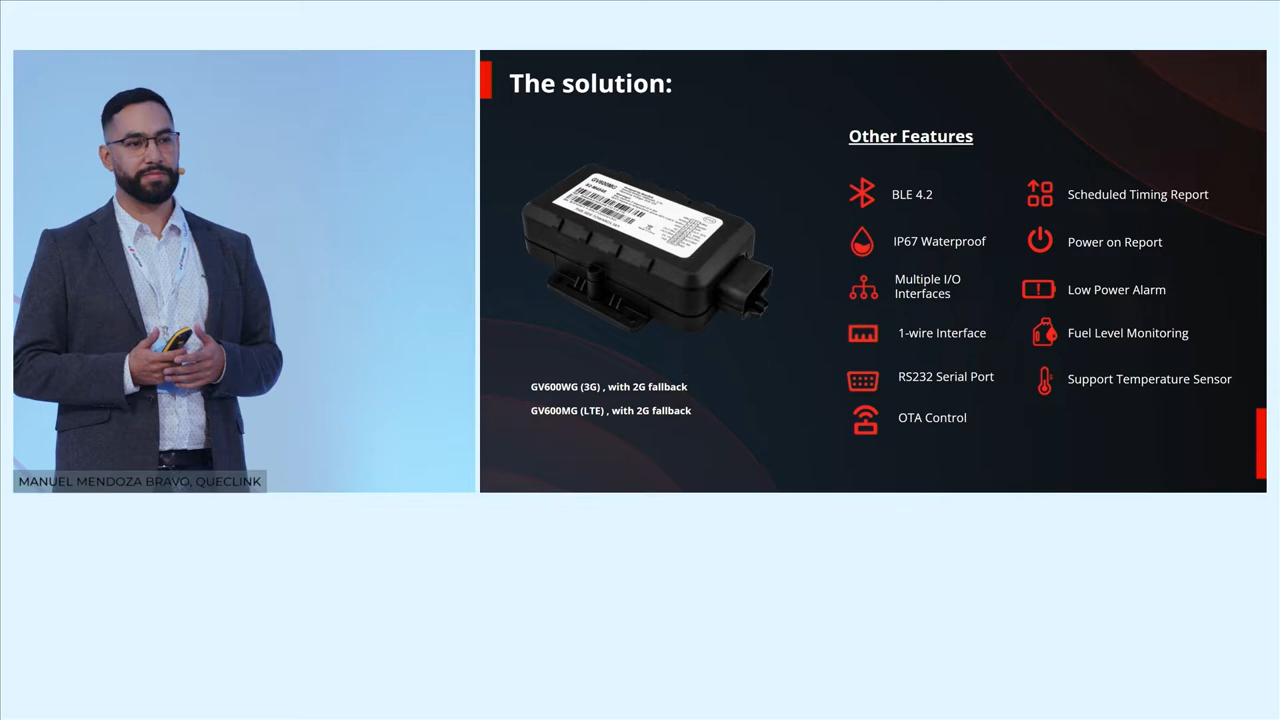 The solution:
Other Features
GV600MG
BLE 4.2
Scheduled Timing Report
IP67 Waterproof
Power on Report
Multiple I/O
Interfaces
Low Power Alarm
1-wire Interface
Fuel Level Monitoring
RS232 Serial Port
Support Temperature Sensor
OTA Control
GV600WG (3G) , with 2G fallback
GV600MG (LTE) , with 2G fallback
MANUEL MENDOZA BRAVO, QUECLINK